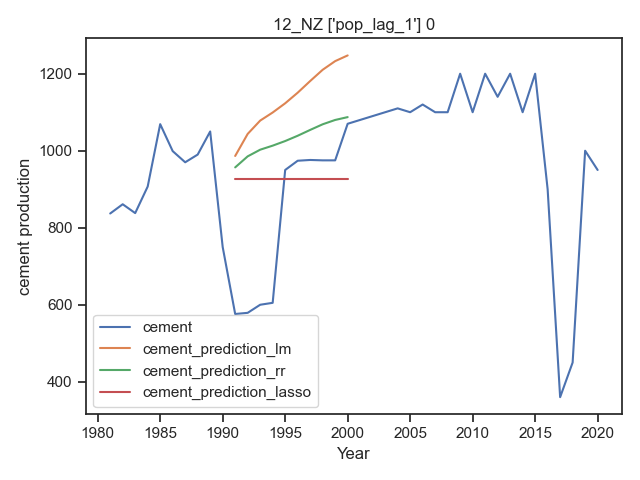 12_NZ ['pop_lag_1'] 0
cement production
1200
1000
800
600
400
cement
cement_prediction_lm
cement_prediction_rr
cement_prediction_lasso
1980 1985 1990 1995 2000 2005 2010 2015 2020
Year